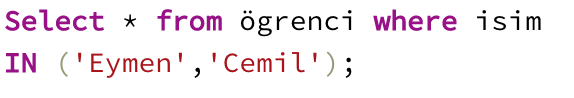 Select * from ögrenci where isim
IN ('Eymen','Cemil');